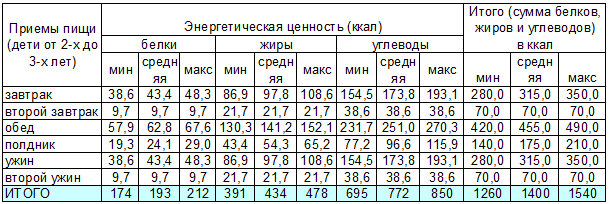 Приемы пищи (дети от 2-х до 3-х лет) Энергетическая ценность (ккал) Итого (сумма белков, жиров и углеводов) в ккал
белки жиры углеводы
мин средняя макс мин средняя макс мин средняя макс мин средняя макс
завтрак 38,6 43,4 48,3 86,9 97,8 108,6 154,5 173,8 193,1 280,0 315,0 350,0
второй завтрак 9,7 9,7 9,7 21,7 21,7 21,7 38,6 38,6 38,6 70,0 70,0 70,0
обед 57,9 62,8 67,6 130,3 141,2 152,1 231,7 251,0 270,3 420,0 455,0 490,0
полдник 19,3 24,1 29,0 43,4 54,3 65,2 77,2 96,6 115,9 140,0 175,0 210,0
ужин 38,6 43,4 48,3 86,9 97,8 108,6 154,5 173,8 193,1 280,0 315,0 350,0
второй ужин 9,7 9,7 9,7 21,7 21,7 21,7 38,6 38,6 38,6 70,0 70,0 70,0
ИТОГО 174 193 212 391 434 478 695 772 850 1260 1400 1540